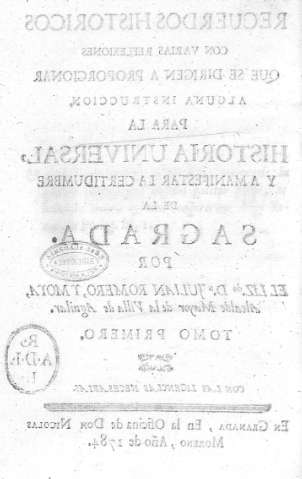 RECUERDOS HISTORICOS
CON VARIAS REFLEXIONES
QUE SE DIRIGEN A PROPORCIONAR
ALGUNA INSTRUCCION,
PARA LA
HISTORIA UNIVERSAL,
Y A MANIFESTAR LA CERTIDUMBRE
DE LA
SAGRADA.
POR
EL LIZ.do D.n JULIAN ROMERO, Y MOYA,
Alcalde Mayor de la Villa de Aguilar.
TOMO PRIMERO.
CON LAS LICENCIAS NECESARIAS.
EN GRANADA, En la Oficina de DON NICOLAS
MORENO, Año de 1784.